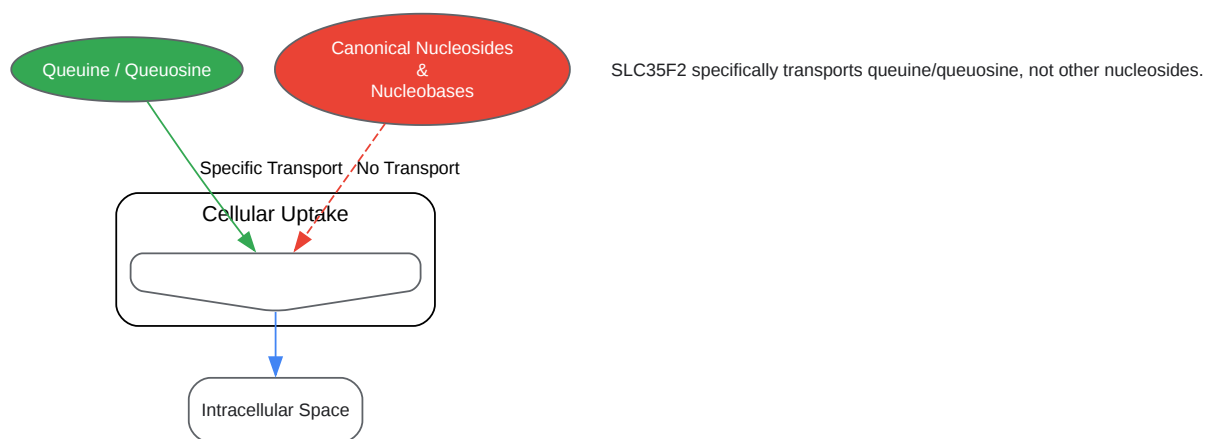 Queuine / Queuosine
Canonical Nucleosides
&
Nucleobases
SLC35F2 specifically transports queuine/queuosine, not other nucleosides.
Specific Transport
No Transport
Cellular Uptake
Intracellular Space